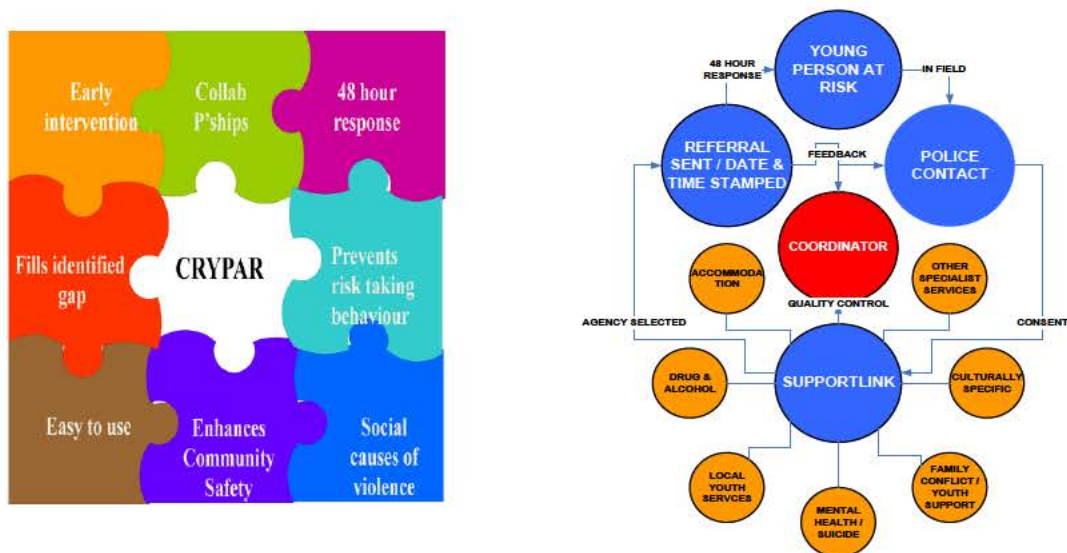 Early
intervention
Collab
P'ships
48 hour
response
Fills identified
gap
CRYPAR
Prevents
risk taking
behaviour
Easy to use
Enhances
Community
Safety
Social
causes of
violence
YOUNG
PERSON AT
RISK
48 HOUR
RESPONSE
IN FIELD
REFERRAL
SENT / DATE &
TIME STAMPED
FEEDBACK
POLICE
CONTACT
COORDINATOR
ACCOMMODA
TION
OTHER
SPECIALIST
SERVICES
QUALITY CONTROL
AGENCY SELECTED
CONSENT
SUPPORTLINK
DRUG &
ALCOHOL
CULTURALLY
SPECIFIC
LOCAL
YOUTH
SERVCES
MENTAL
HEALTH /
SUICIDE
FAMILY
CONFLICT /
YOUTH
SUPPORT